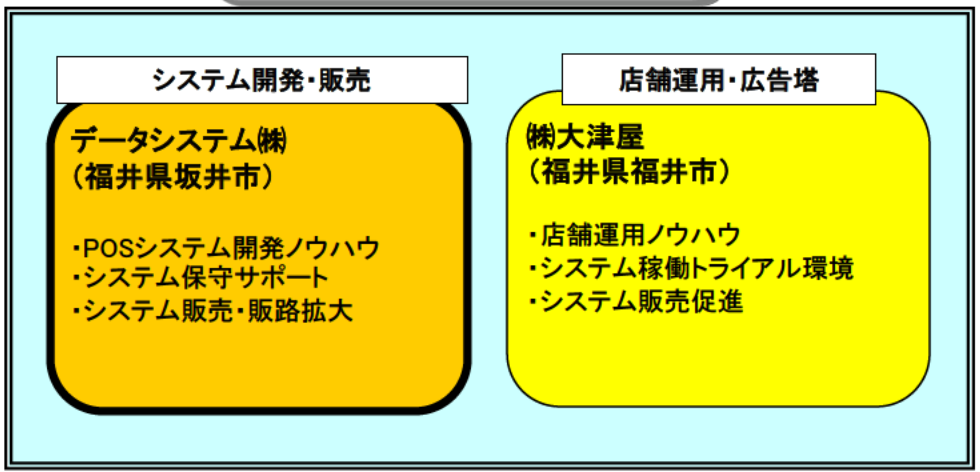 システム開発・販売
データシステム㈱
（福井県坂井市）
・POSシステム開発ノウハウ
・システム保守サポート
・システム販売・販路拡大
店舗運用・広告塔
㈱大津屋
（福井県福井市）
・店舗運用ノウハウ
・システム稼働トライアル環境
・システム販売促進